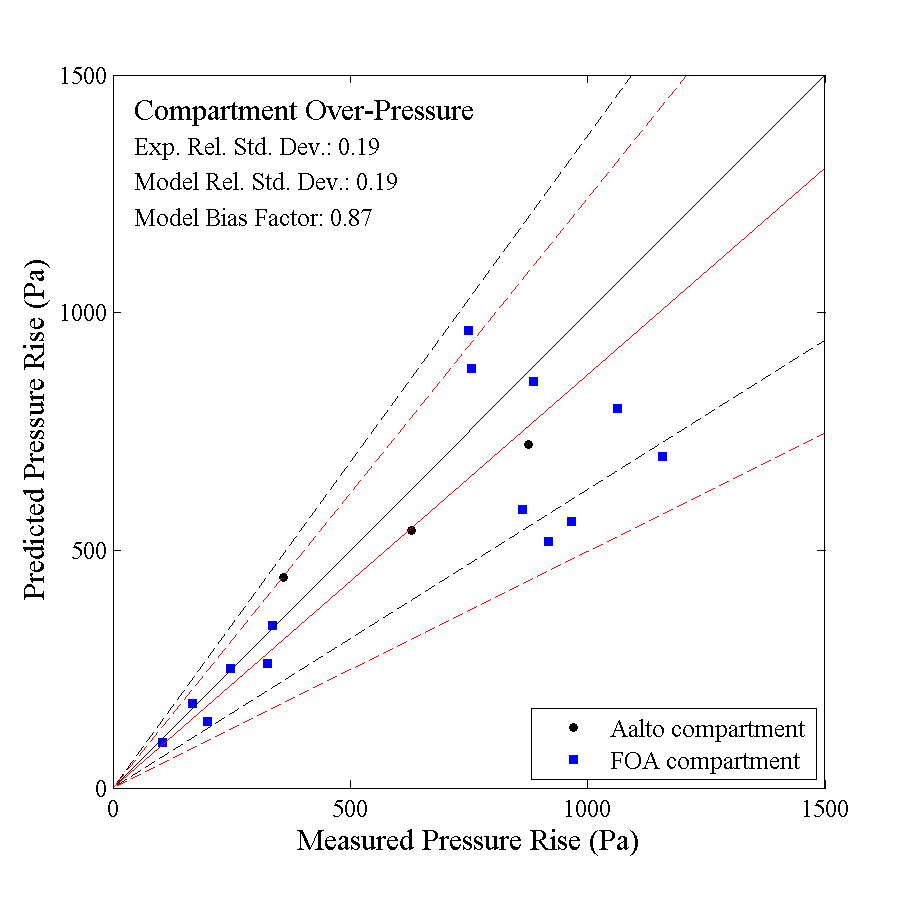 Compartment Over-Pressure
Exp. Rel. Std. Dev.: 0.19
Model Rel. Std. Dev.: 0.19
Model Bias Factor: 0.87
Predicted Pressure Rise (Pa)
1500
1000
500
0
0 500 1000 1500
Measured Pressure Rise (Pa)
Aalto compartment
FOA compartment